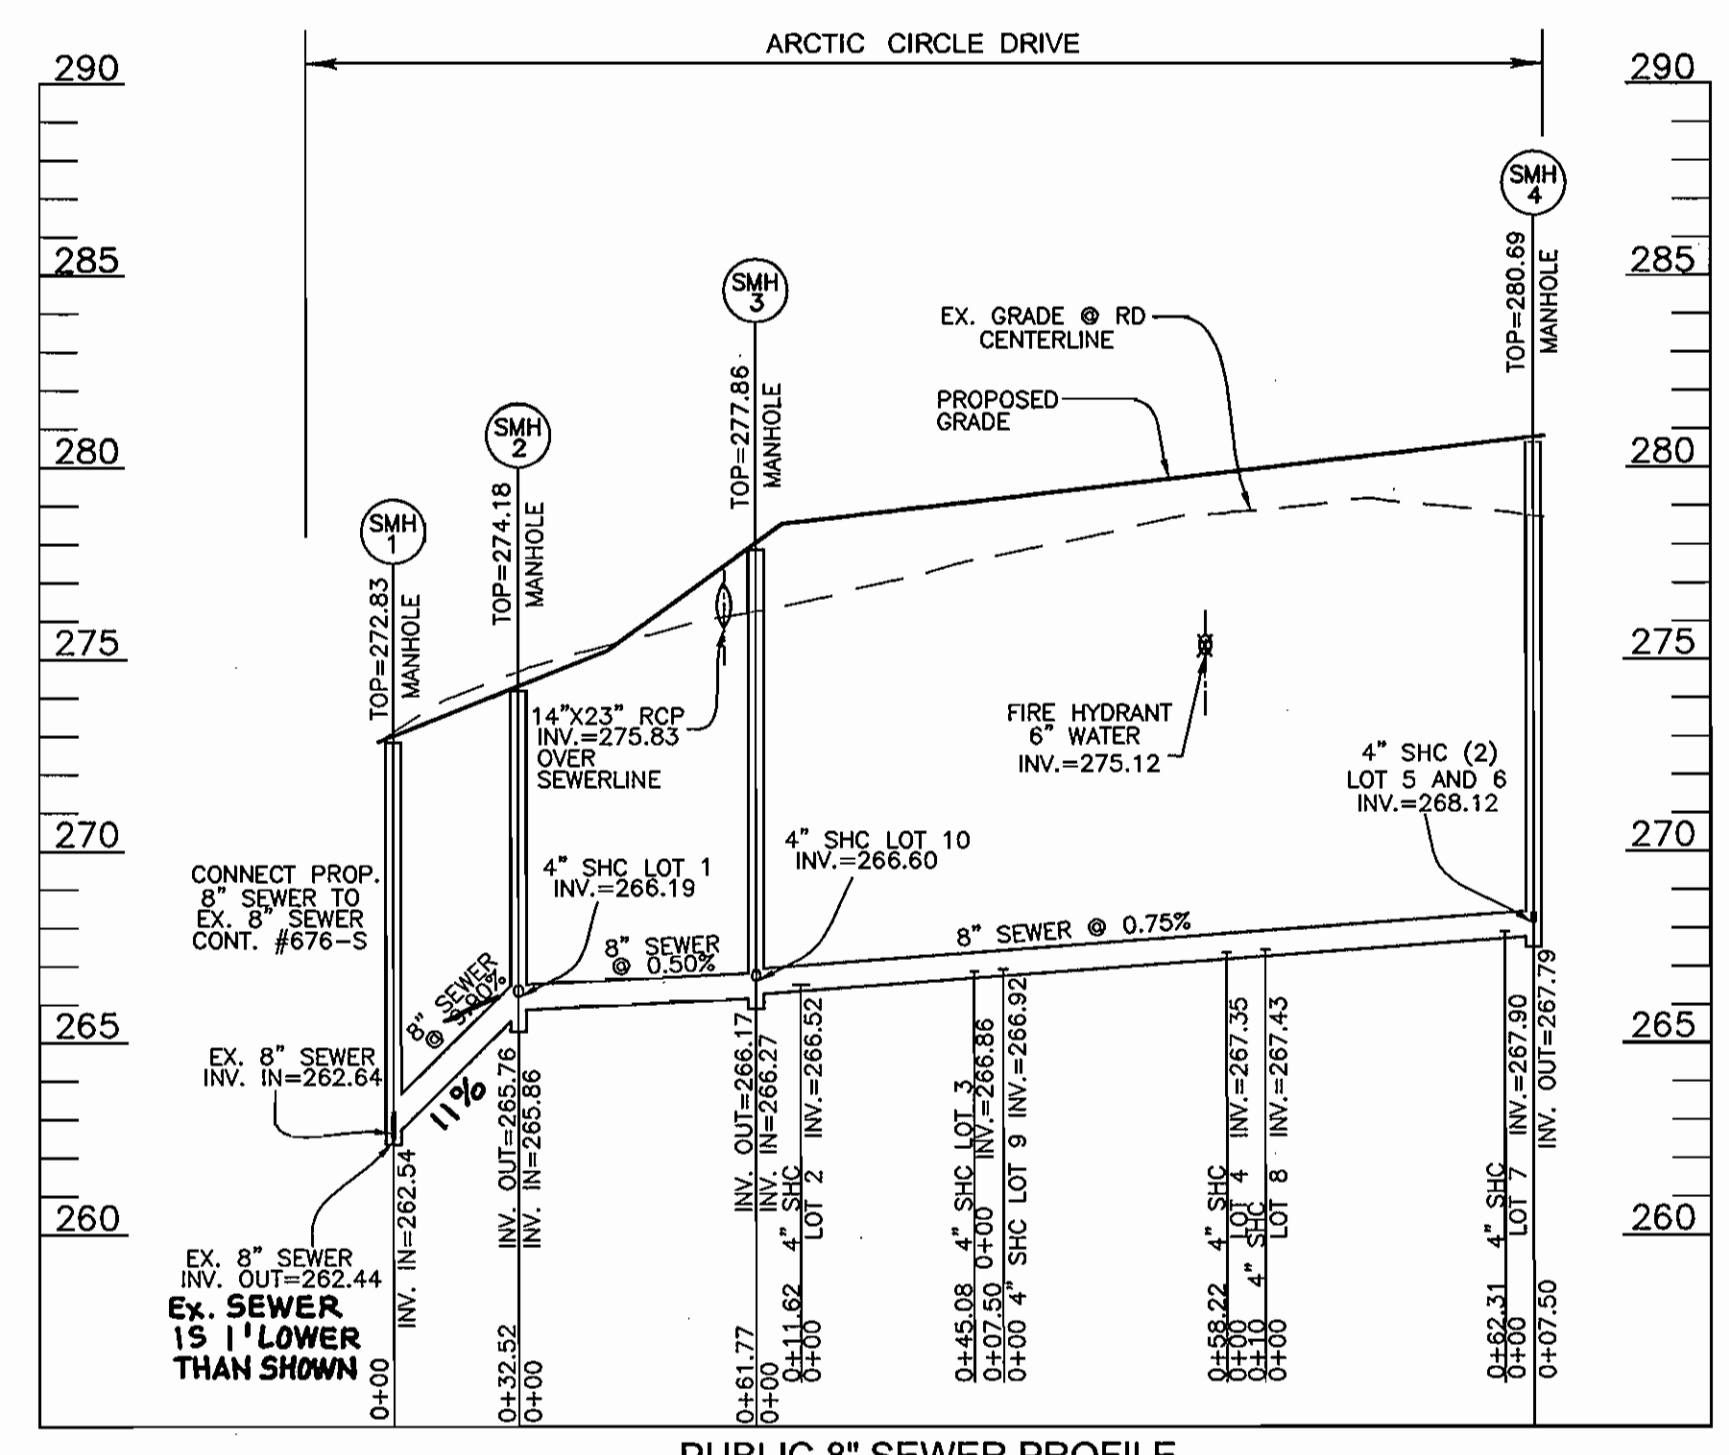 ARCTIC CIRCLE DRIVE
290
290
285
285
280
280
275
275
270
270
265
265
260
260
SMH
1
TOP=272.83
MANHOLE
SMH
2
TOP=274.18
MANHOLE
SMH
3
TOP=277.86
MANHOLE
SMH
4
TOP=280.69
MANHOLE
EX. GRADE @ RD
CENTERLINE
PROPOSED
GRADE
14"X23" RCP
INV.=275.83
OVER
SEWERLINE
FIRE HYDRANT
6" WATER
INV.=275.12
4" SHC (2)
LOT 5 AND 6
INV.=268.12
4" SHC LOT 10
INV.=266.60
4" SHC LOT 1
INV.=266.19
CONNECT PROP.
8" SEWER TO
EX. 8" SEWER
CONT. #676-S
8" SEWER
@ 9.90%
11%
8" SEWER
@ 0.50%
8" SEWER @ 0.75%
EX. 8" SEWER
INV. IN=262.64
EX. 8" SEWER
INV. OUT=262.44
EX. SEWER
IS 1' LOWER
THAN SHOWN
0+00
INV. IN=262.54
0+32.52 INV. OUT=265.76
0+00 INV. IN=265.86
0+61.77 INV. OUT=266.17
0+00 INV. IN=266.27
0+11.62 4" SHC
0+00 LOT 2 INV.=266.52
0+45.08 4" SHC LOT 3
0+07.50 0+00 INV.=266.86
0+00 4" SHC LOT 9 INV.=266.92
0+58.22 4" SHC
0+00 LOT 4 INV.=267.35
0+10 4" SHC
0+00 LOT 8 INV.=267.43
0+62.31 4" SHC
0+00 LOT 7 INV.=267.90
0+07.50 INV. OUT=267.79
PUBLIC 8" SEWER PROFILE